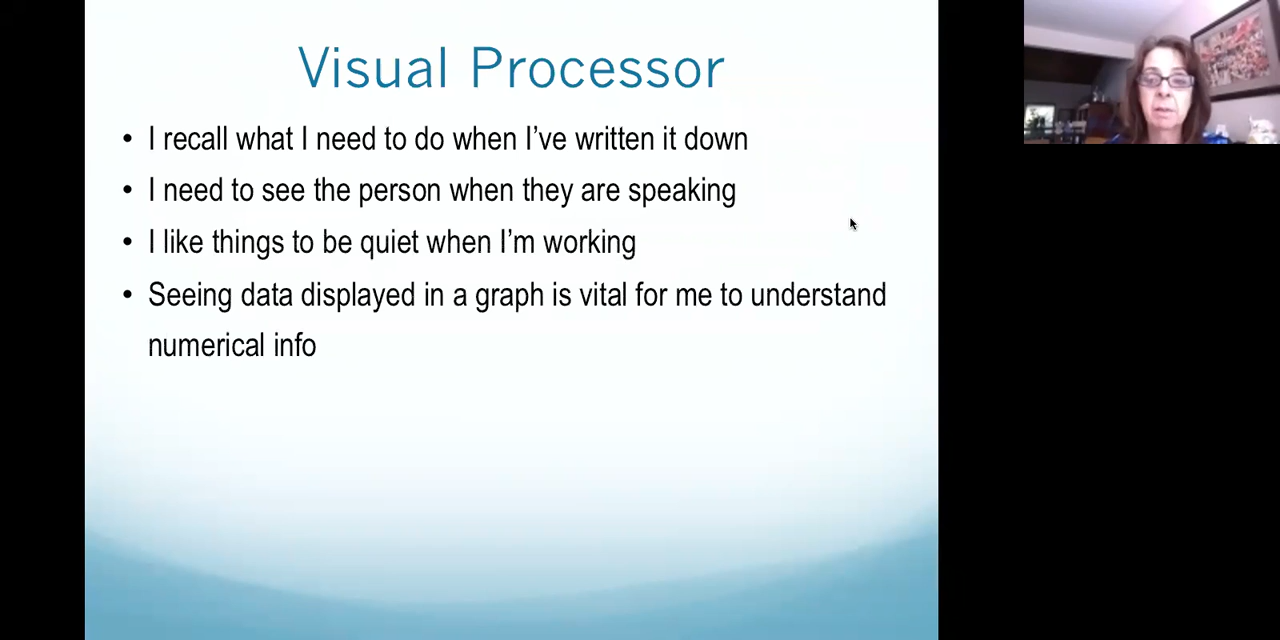 Visual Processor
• I recall what I need to do when I’ve written it down
• I need to see the person when they are speaking
• I like things to be quiet when I’m working
• Seeing data displayed in a graph is vital for me to understand
numerical info